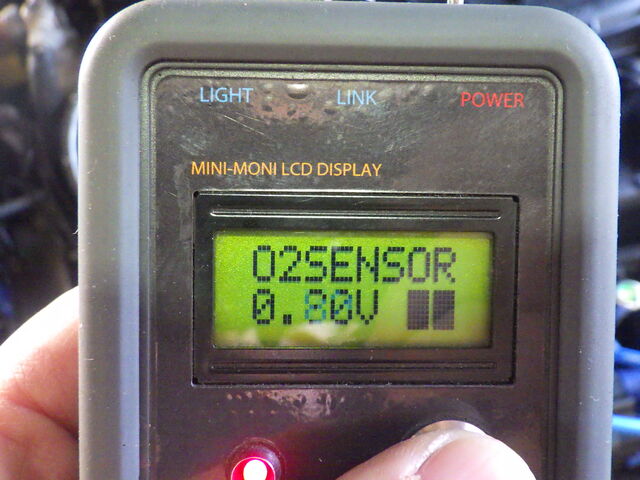 LIGHT LINK POWER
MINI-MONI LCD DISPLAY
O2SENSOR
0.80V